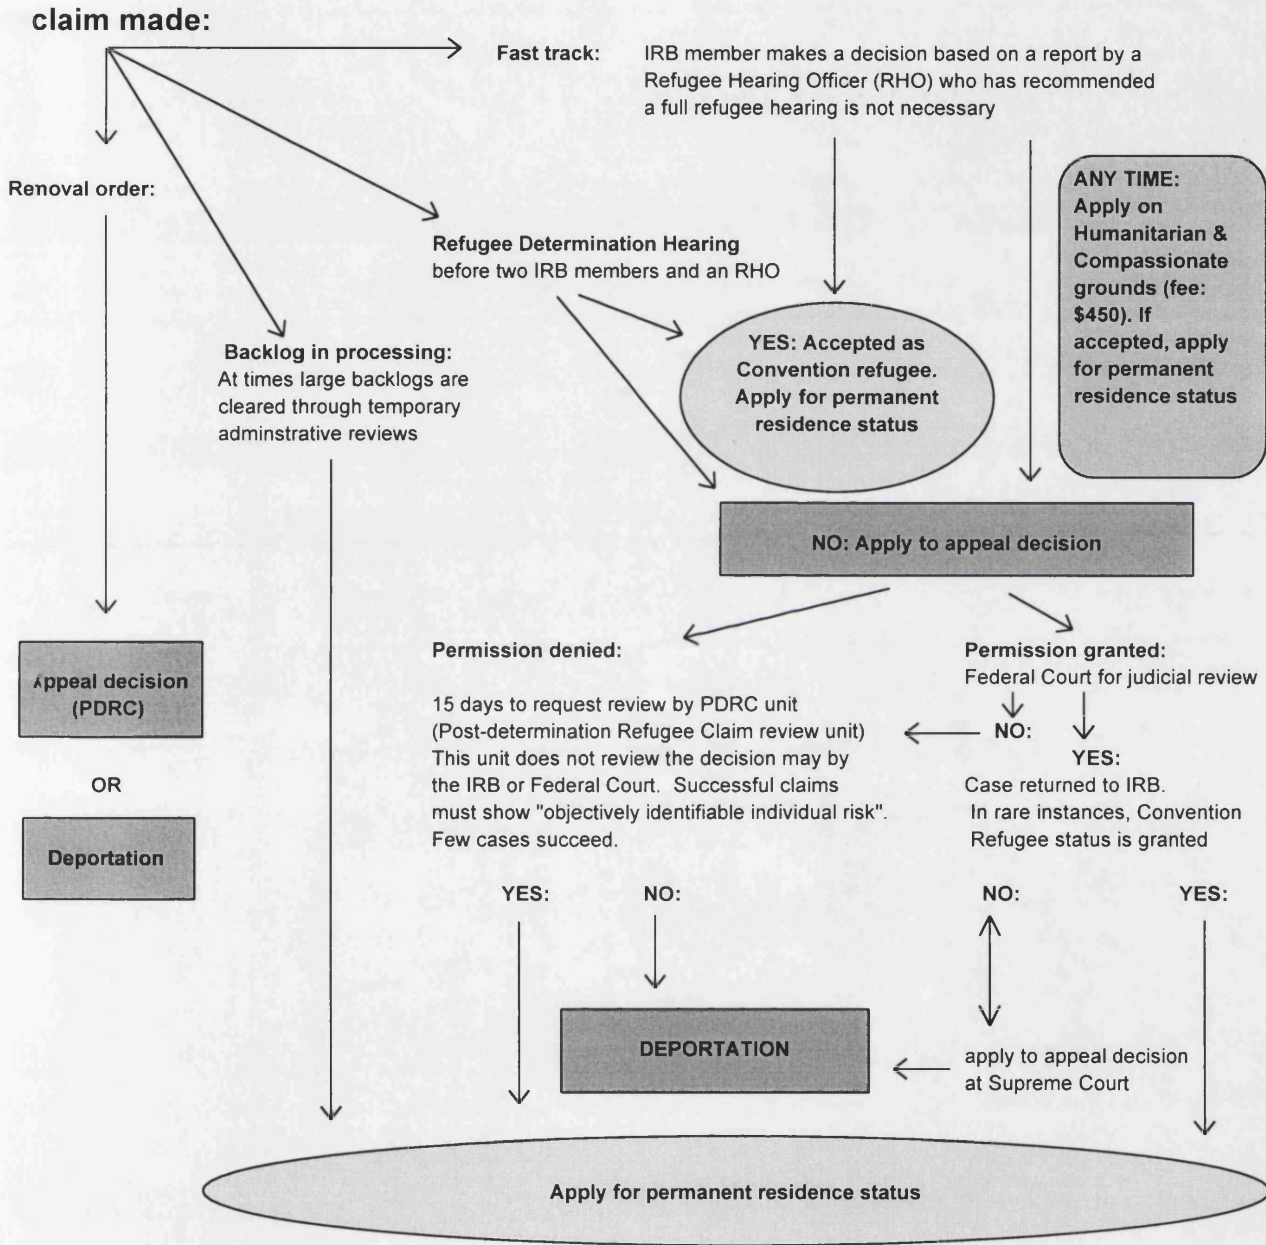 claim made:
Fast track:
IRB member makes a decision based on a report by a
Refugee Hearing Officer (RHO) who has recommended
a full refugee hearing is not necessary
Renoval order:
ANY TIME:
Apply on
Humanitarian &
Compassionate
grounds (fee:
$450). If
accepted, apply
for permanent
residence status
Refugee Determination Hearing
before two IRB members and an RHO
Backlog in processing:
At times large backlogs are
cleared through temporary
adminstrative reviews
YES: Accepted as
Convention refugee.
Apply for permanent
residence status
NO: Apply to appeal decision
Appeal decision
(PDRC)
OR
Deportation
Permission denied:
15 days to request review by PDRC unit
(Post-determination Refugee Claim review unit)
This unit does not review the decision may by
the IRB or Federal Court. Successful claims
must show "objectively identifiable individual risk".
Few cases succeed.
Permission granted:
Federal Court for judicial review
NO:
YES:
Case returned to IRB.
In rare instances, Convention
Refugee status is granted
YES:
NO:
NO:
YES:
DEPORTATION
apply to appeal decision
at Supreme Court
Apply for permanent residence status